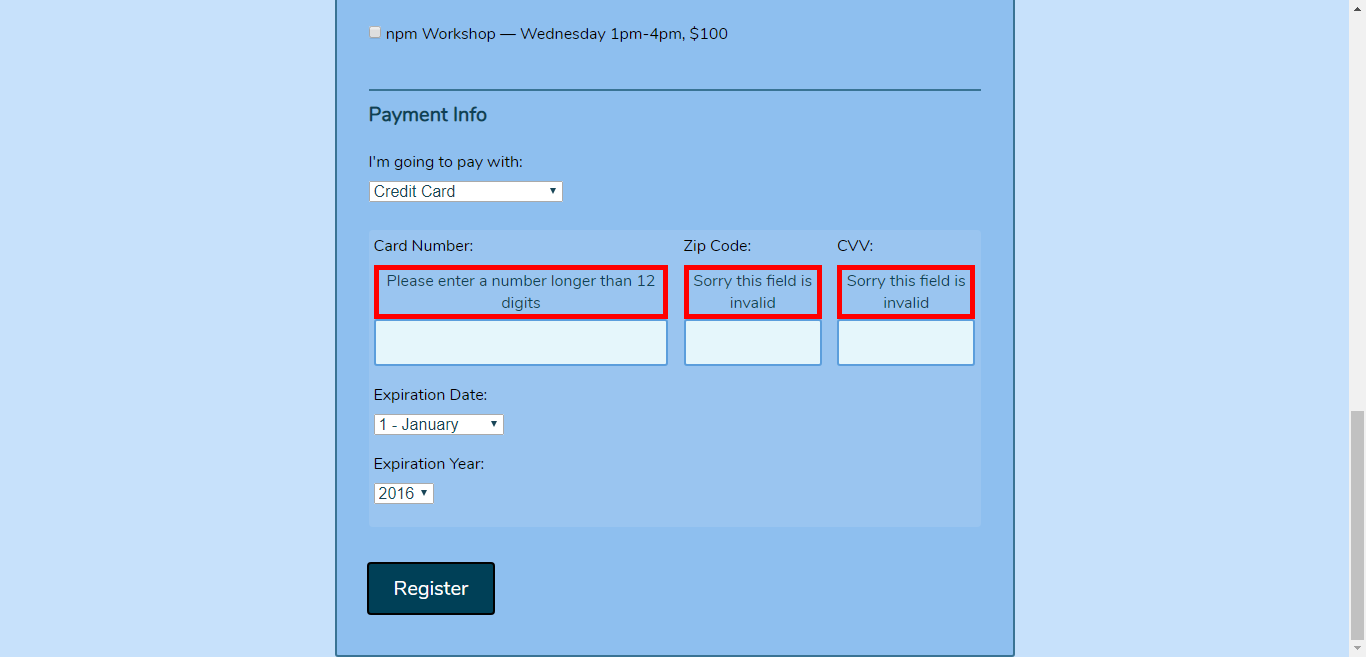 npm Workshop — Wednesday 1pm-4pm, $100
Payment Info
I'm going to pay with:
Credit Card
Card Number:
Zip Code:
CVV:
Please enter a number longer than 12
digits
Sorry this field is
invalid
Sorry this field is
invalid
Expiration Date:
1 - January
Expiration Year:
2016
Register